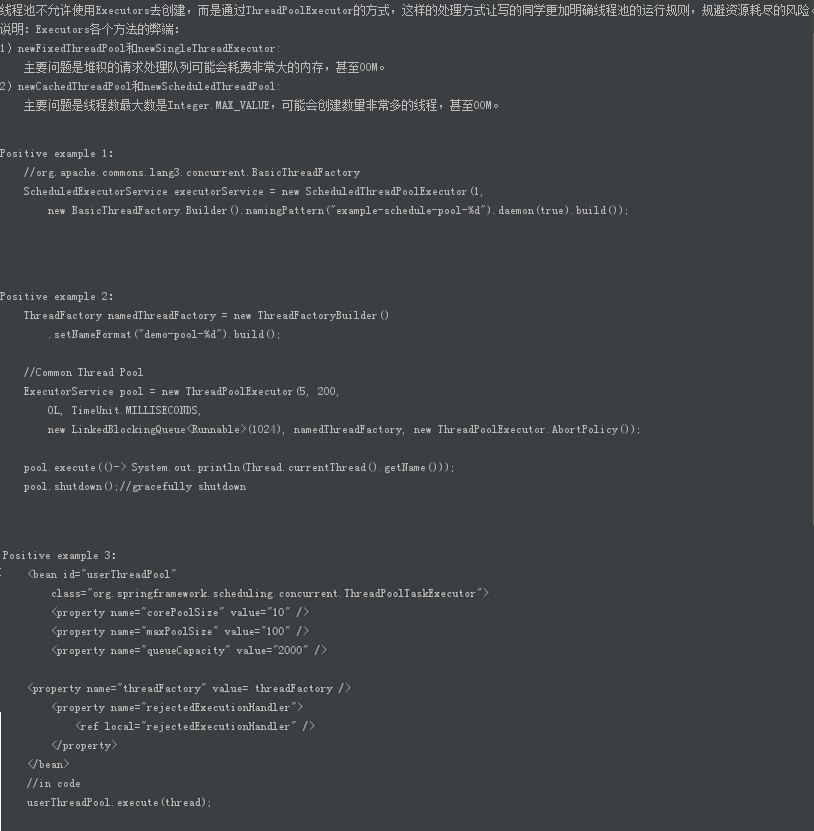 线程池不允许使用Executors去创建，而是通过ThreadPoolExecutor的方式，这样的处理方式让写的同学更加明确线程池的运行规则，规避资源耗尽的风险。
说明：Executors各个方法的弊端：
1）newFixedThreadPool和newSingleThreadExecutor:
主要问题是堆积的请求处理队列可能会耗费非常大的内存，甚至OOM。
2）newCachedThreadPool和newScheduledThreadPool:
主要问题是线程数最大数是Integer.MAX_VALUE，可能会创建数量非常多的线程，甚至OOM。
Positive example 1:
//org.apache.commons.lang3.concurrent.BasicThreadFactory
ScheduledExecutorService executorService = new ScheduledThreadPoolExecutor(1,
new BasicThreadFactory.Builder().namingPattern("example-schedule-pool-%d").daemon(true).build());
Positive example 2:
ThreadFactory namedThreadFactory = new ThreadFactoryBuilder()
.setNameFormat("demo-pool-%d").build();
//Common Thread Pool
ExecutorService pool = new ThreadPoolExecutor(5, 200,
0L, TimeUnit.MILLISECONDS,
new LinkedBlockingQueue<Runnable>(1024), namedThreadFactory, new ThreadPoolExecutor.AbortPolicy());
pool.execute(()-> System.out.println(Thread.currentThread().getName()));
pool.shutdown();//gracefully shutdown
Positive example 3:
<bean id="userThreadPool"
class="org.springframework.scheduling.concurrent.ThreadPoolTaskExecutor">
<property name="corePoolSize" value="10" />
<property name="maxPoolSize" value="100" />
<property name="queueCapacity" value="2000" />
<property name="threadFactory" value= threadFactory />
<property name="rejectedExecutionHandler">
<ref local="rejectedExecutionHandler" />
</property>
</bean>
//in code
userThreadPool.execute(thread);